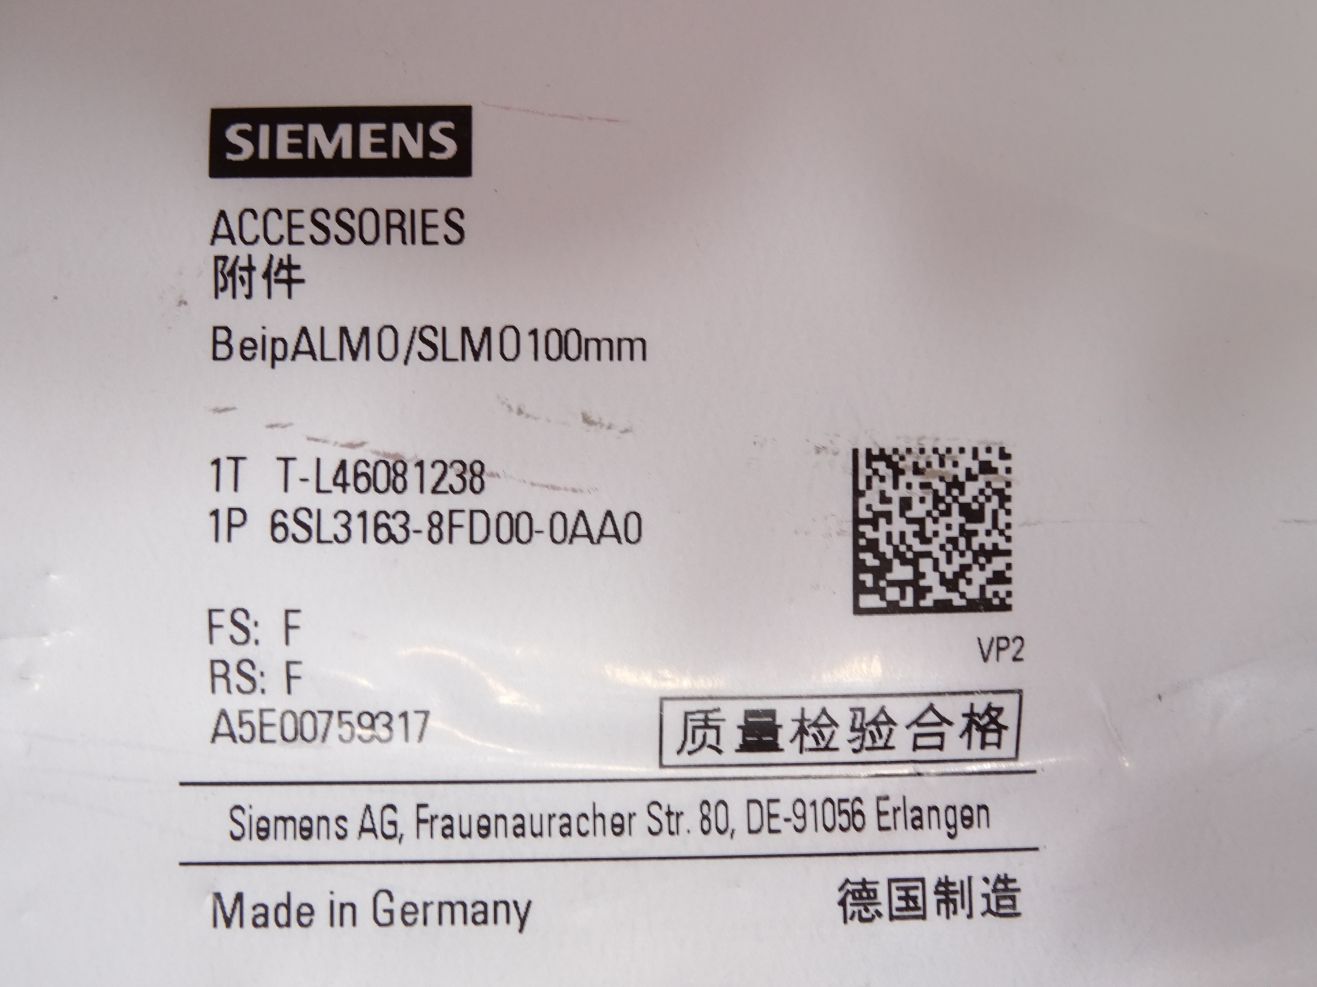 SIEMENS
ACCESSORIES
附件
BeipALM0/SLM0100mm
1T T-L46081238
1P 6SL3163-8FD00-0AA0
FS: F
RS: F
VP2
A5E00759317
质量检验合格
Siemens AG, Frauenauracher Str. 80, DE-91056 Erlangen
Made in Germany
德国制造